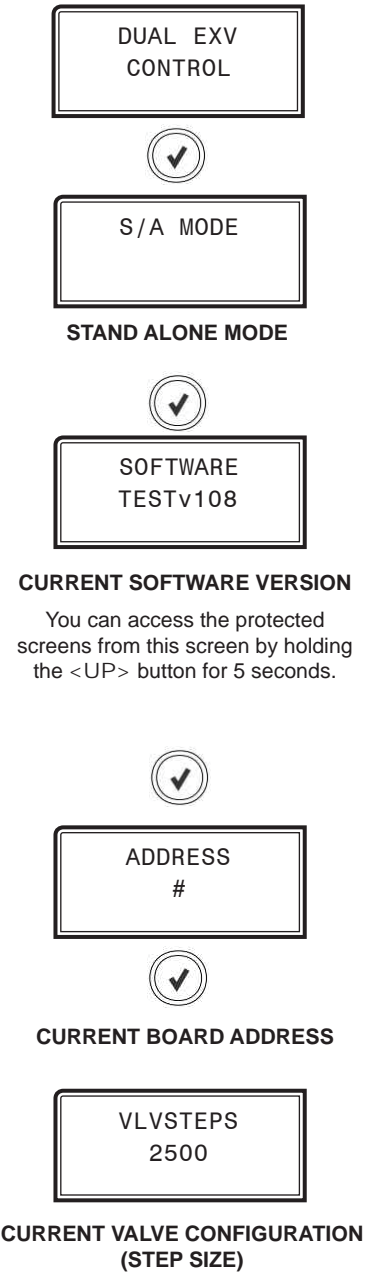 DUAL EXV
CONTROL
S/A MODE
STAND ALONE MODE
SOFTWARE
TESTv108
CURRENT SOFTWARE VERSION
You can access the protected
screens from this screen by holding
the <UP> button for 5 seconds.
ADDRESS
#
CURRENT BOARD ADDRESS
VLVSTEPS
2500
CURRENT VALVE CONFIGURATION
(STEP SIZE)